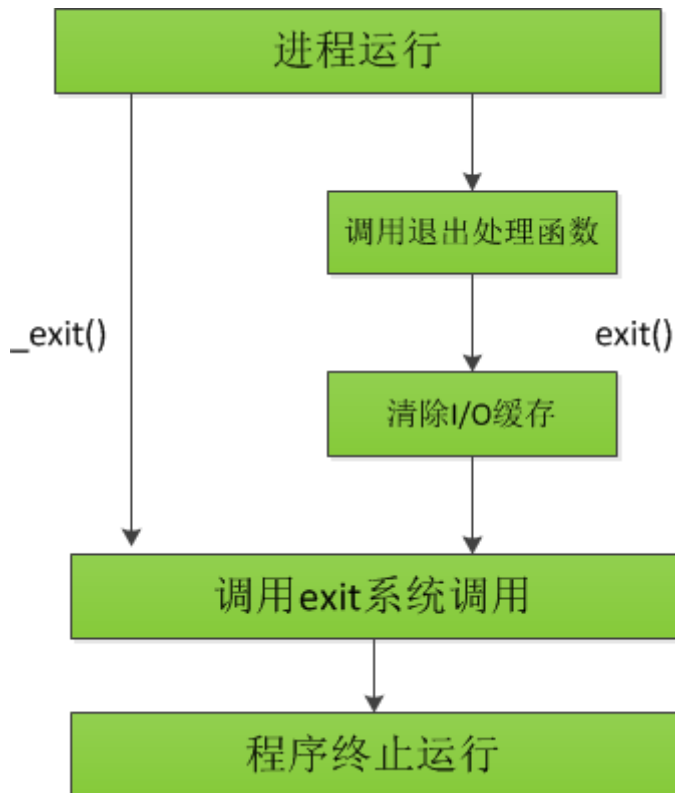 进程运行
调用退出处理函数
_exit()
exit()
清除I/O缓存
调用exit系统调用
程序终止运行